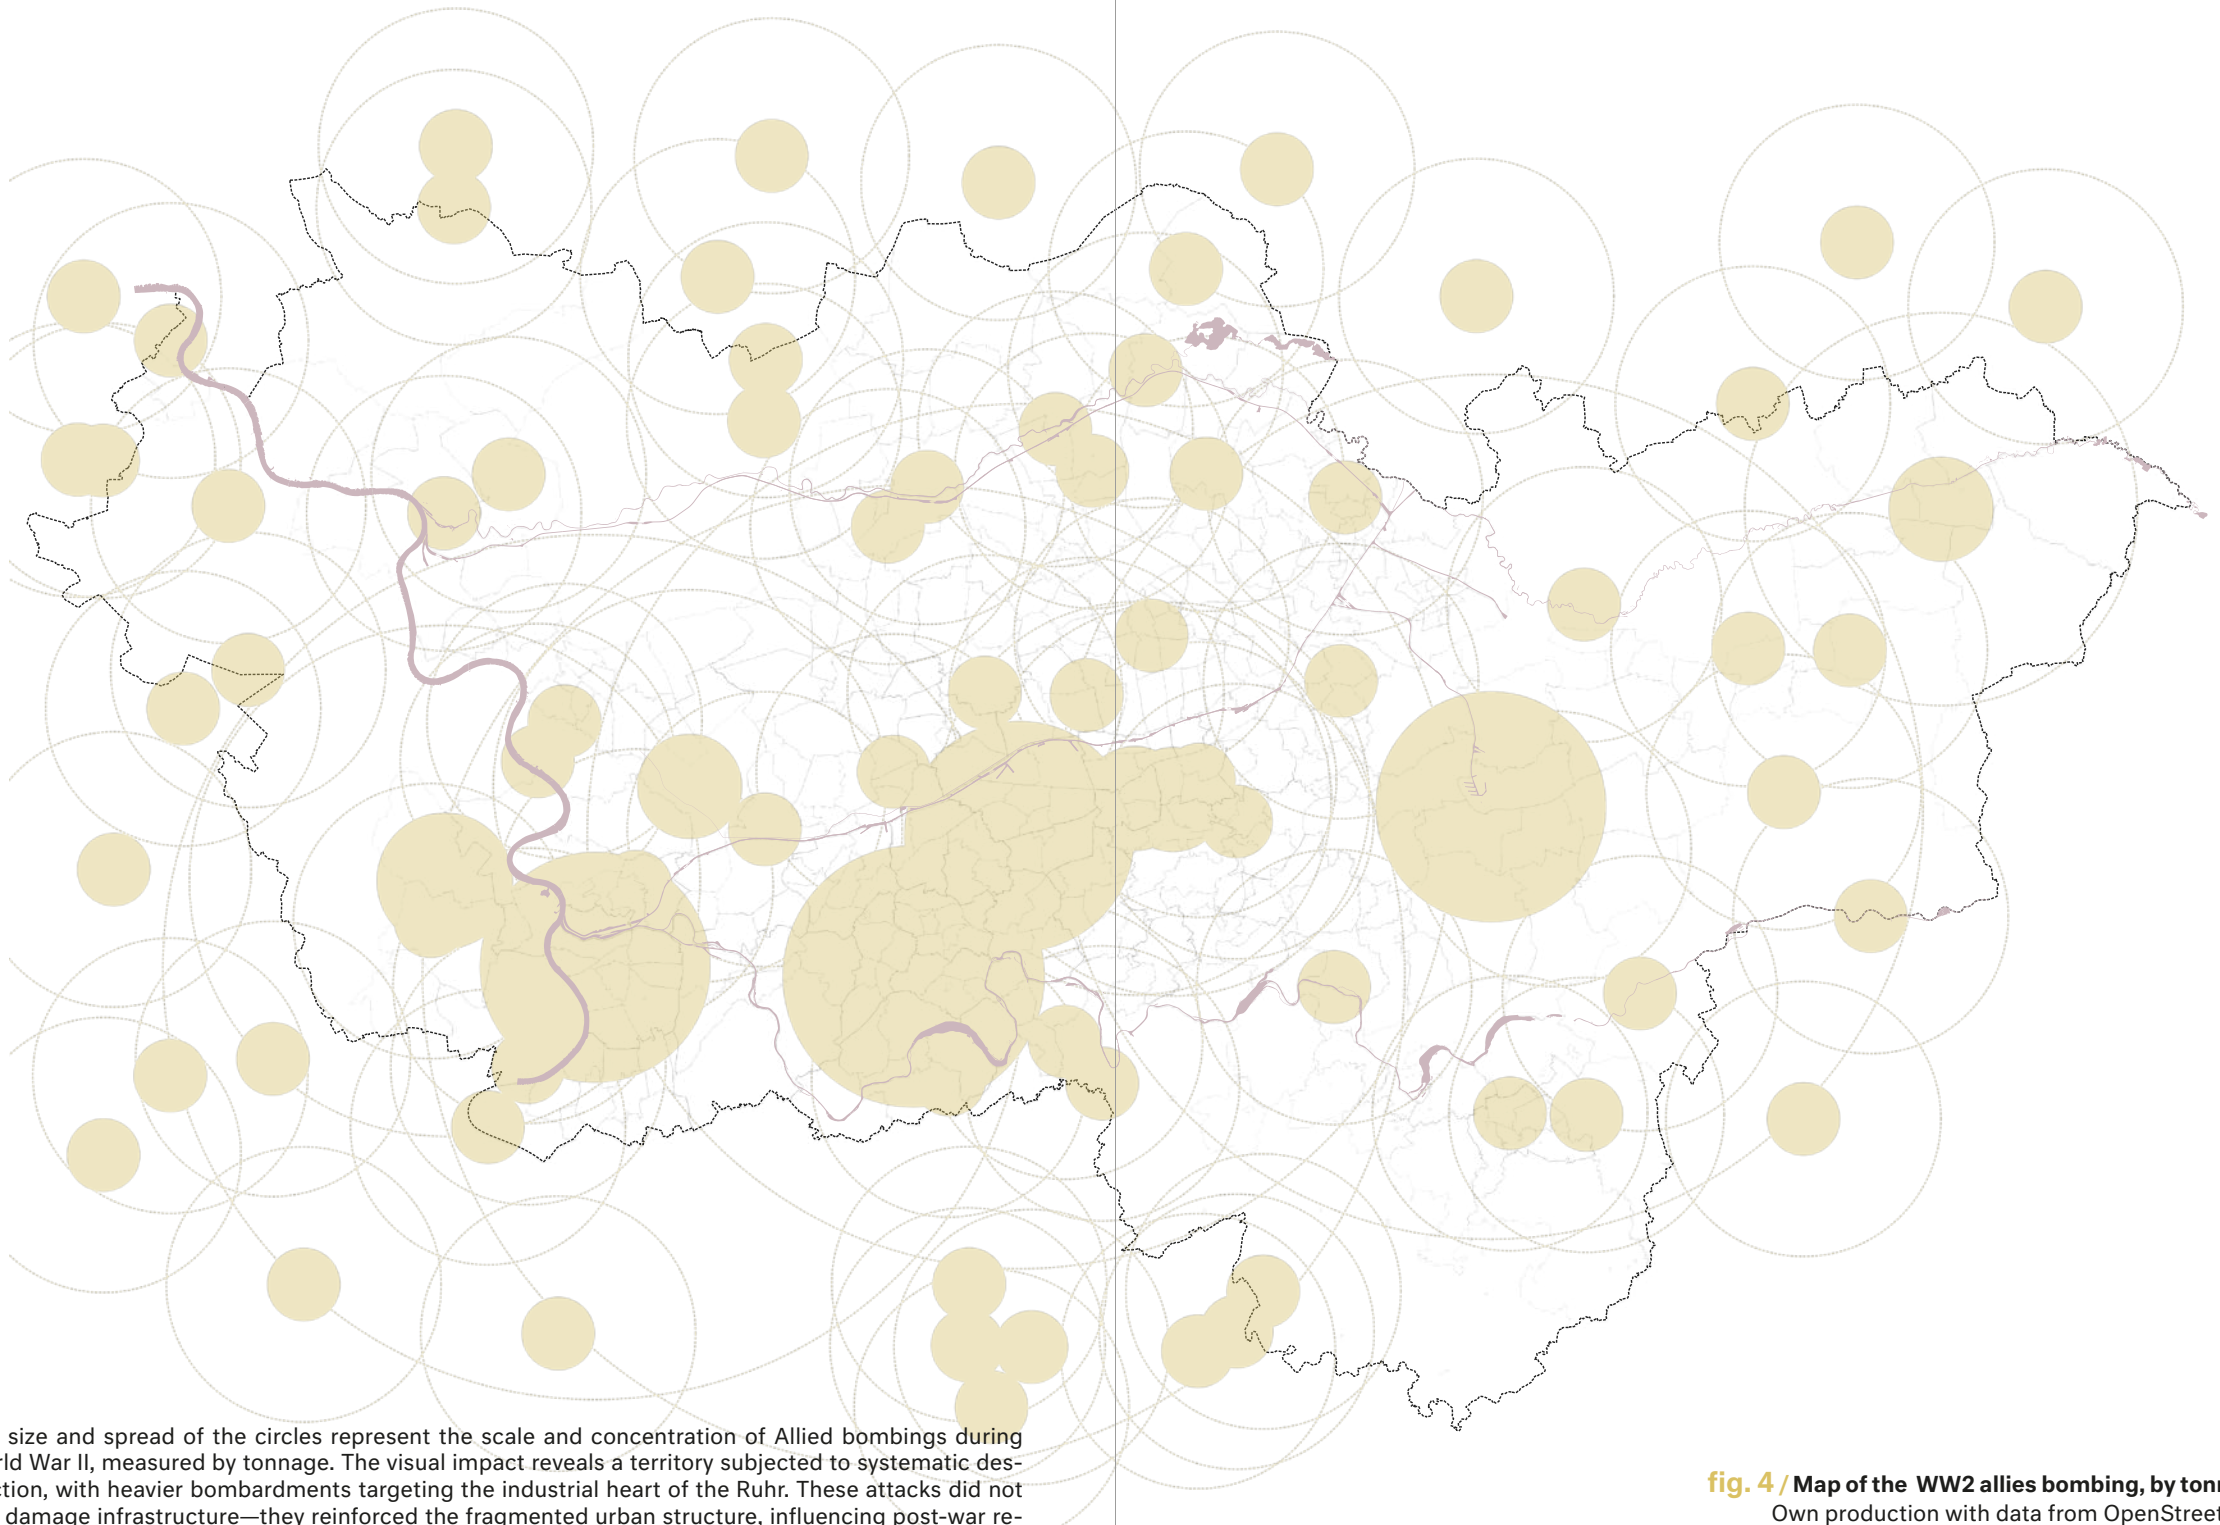 size and spread of the circles represent the scale and concentration of Allied bombings during
rld War II, measured by tonnage. The visual impact reveals a territory subjected to systematic des-
ction, with heavier bombardments targeting the industrial heart of the Ruhr. These attacks did not
damage infrastructure—they reinforced the fragmented urban structure, influencing post-war re-
fig. 4 / Map of the WW2 allies bombing, by ton
Own production with data from OpenStreet